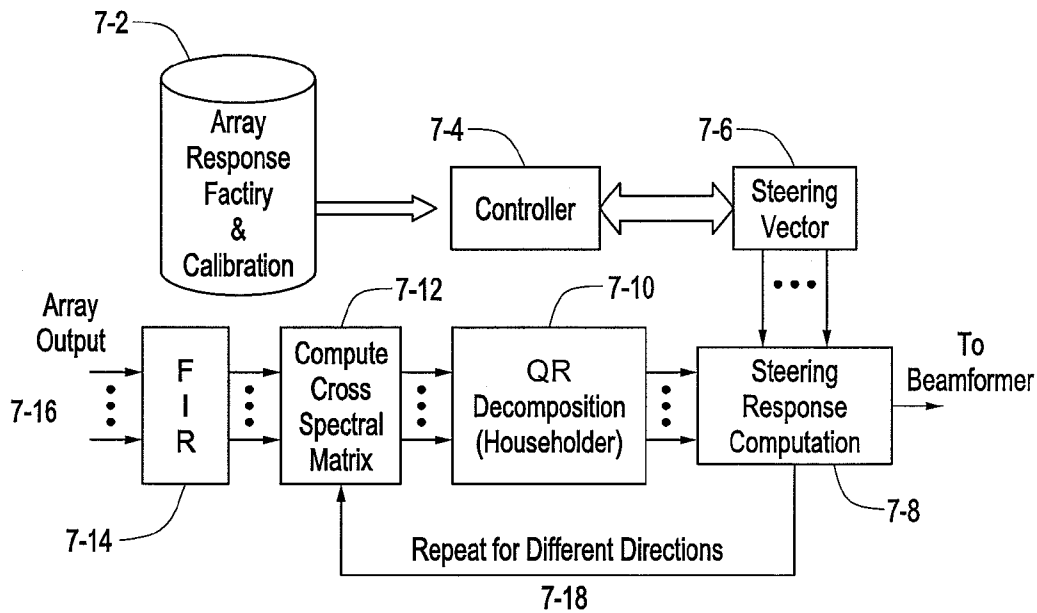 7-2
Array
Response
Factiry
&
Calibration
7-4
Controller
7-6
Steering
Vector
Array
Output
7-16
F
I
R
7-14
7-12
Compute
Cross
Spectral
Matrix
7-10
QR
Decomposition
(Householder)
Steering
Response
Computation
7-8
To
Beamformer
Repeat for Different Directions
7-18